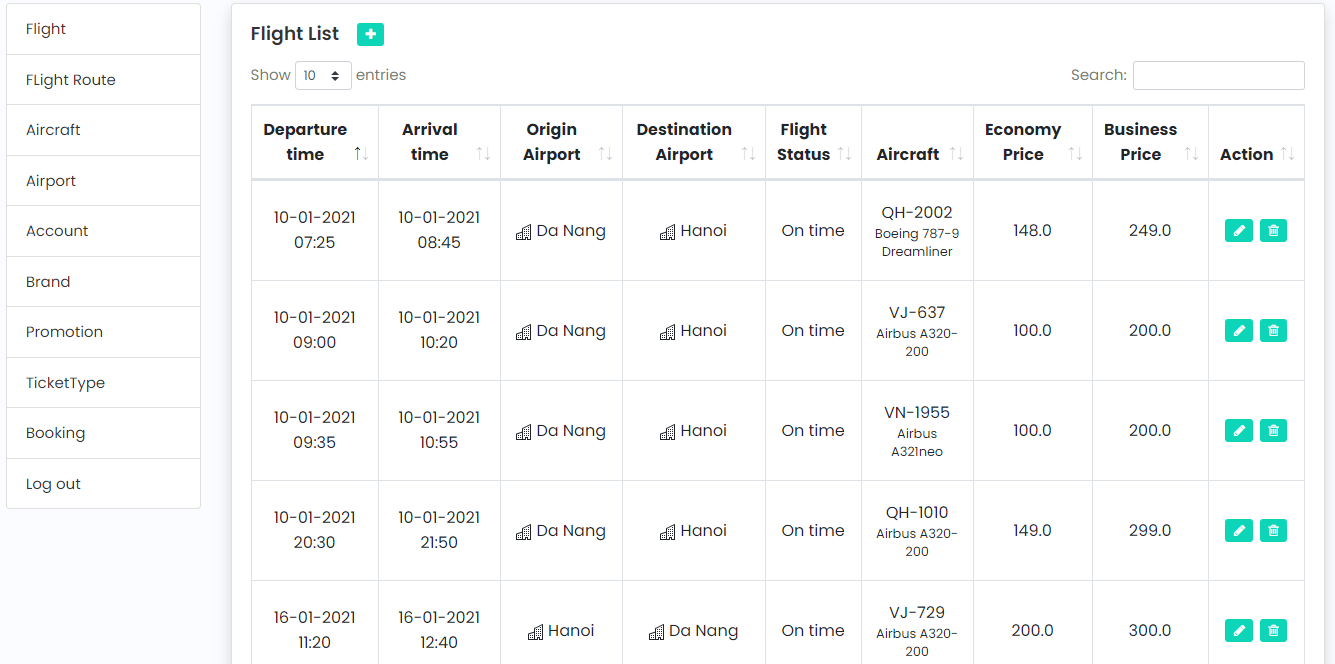 Flight
FLight Route
Aircraft
Airport
Account
Brand
Promotion
TicketType
Booking
Log out
Flight List
Show 10 entries
Search:
Departure time
Arrival time
Origin Airport
Destination Airport
Flight Status
Aircraft
Economy Price
Business Price
Action
10-01-2021
07:25
10-01-2021
08:45
Da Nang
Hanoi
On time
QH-2002
Boeing 787-9
Dreamliner
148.0
249.0
10-01-2021
09:00
10-01-2021
10:20
Da Nang
Hanoi
On time
VJ-637
Airbus A320-
200
100.0
200.0
10-01-2021
09:35
10-01-2021
10:55
Da Nang
Hanoi
On time
VN-1955
Airbus
A321neo
100.0
200.0
10-01-2021
20:30
10-01-2021
21:50
Da Nang
Hanoi
On time
QH-1010
Airbus A320-
200
149.0
299.0
16-01-2021
11:20
16-01-2021
12:40
Hanoi
Da Nang
On time
VJ-729
Airbus A320-
200
200.0
300.0